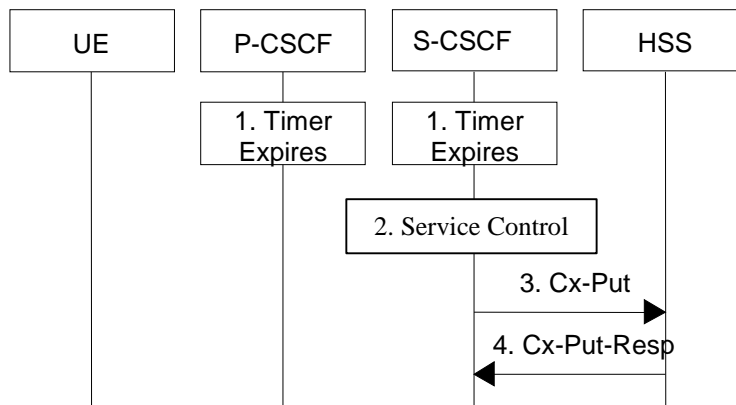 UE
P-CSCF
S-CSCF
HSS
1. Timer
Expires
1. Timer
Expires
2. Service Control
3. Cx-Put
4. Cx-Put-Resp